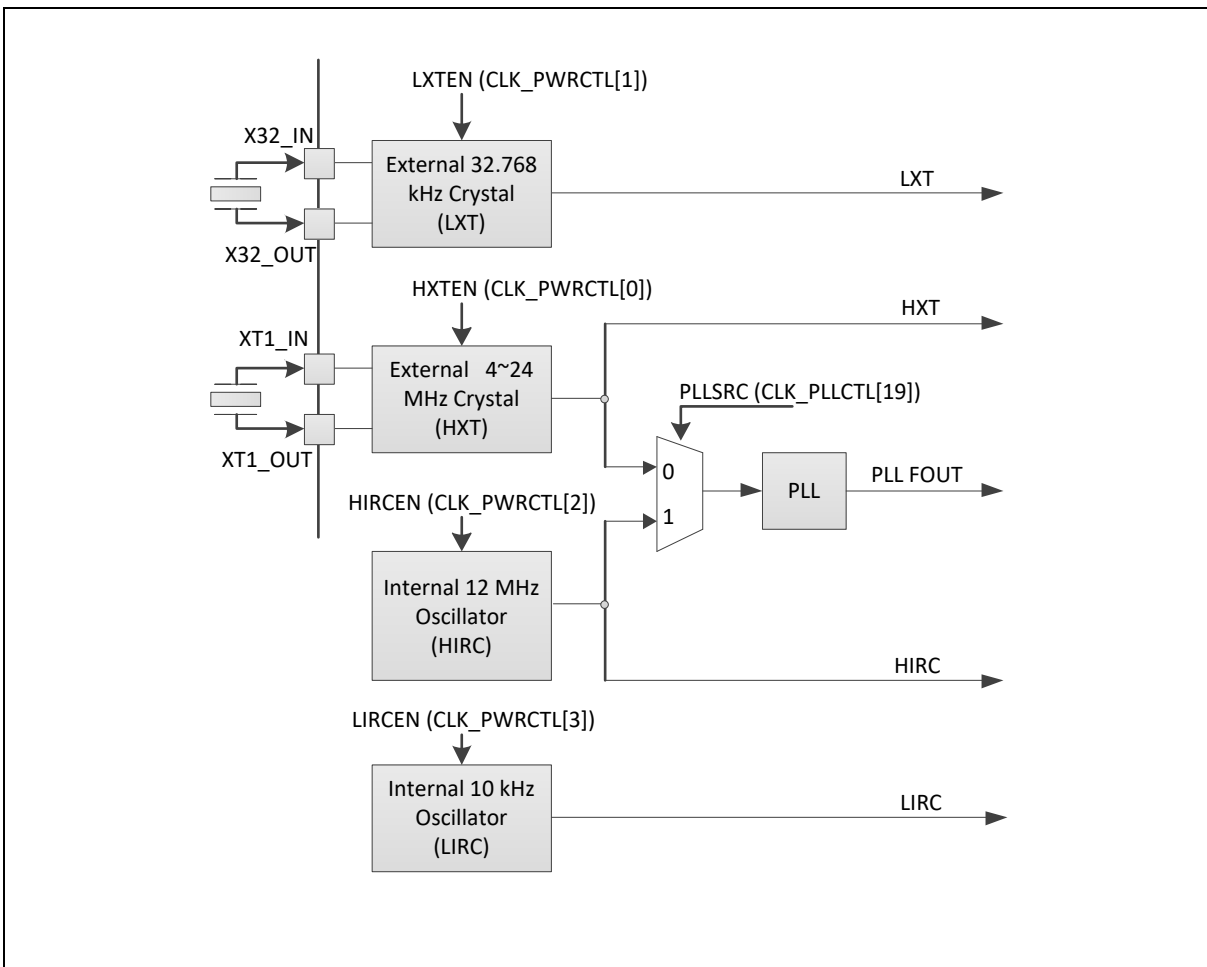 LXTEN (CLK_PWRCTL[1])
X32_IN
External 32.768
kHz Crystal
(LXT)
LXT
X32_OUT
HXTEN (CLK_PWRCTL[0])
HXT
XT1_IN
External 4~24
MHz Crystal
(HXT)
PLLSRC (CLK_PLLCTL[19])
XT1_OUT
0
PLL
PLL FOUT
1
HIRCEN (CLK_PWRCTL[2])
Internal 12 MHz
Oscillator
(HIRC)
HIRC
LIRCEN (CLK_PWRCTL[3])
Internal 10 kHz
Oscillator
(LIRC)
LIRC